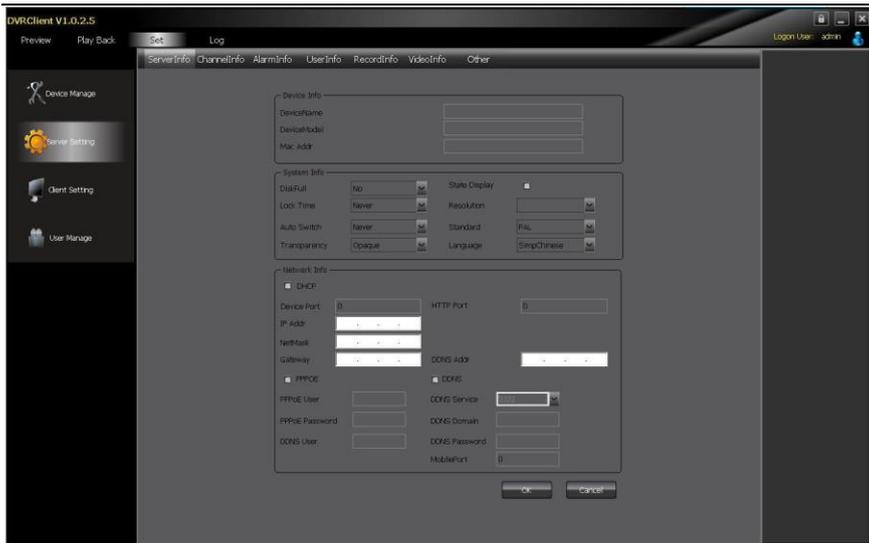 DVRClient V1.0.2.5
Preview Play Back Set Log
Logon User: admin
ServerInfo ChannelInfo AlarmInfo UserInfo RecordInfo VideoInfo Other
Device Manage
Server Setting
Client Setting
User Manage
Device Info
DeviceName
DeviceModel
Mac Addr
System Info
DiskFull No State Display
Lock Time Never Resolution
Auto Switch Never Standard PAL
Transparency Opaque Language SimpChinese
Network Info
DHCP
Device Port 0 HTTP Port 0
IP Addr . . .
NetMask . . .
Gateway . . . DDNS Addr . . .
PPPOE DDNS
PPPoE User DDNS Service
PPPoE Password DDNS Domain
DDNS User DDNS Password
MobilePort 0
OK Cancel